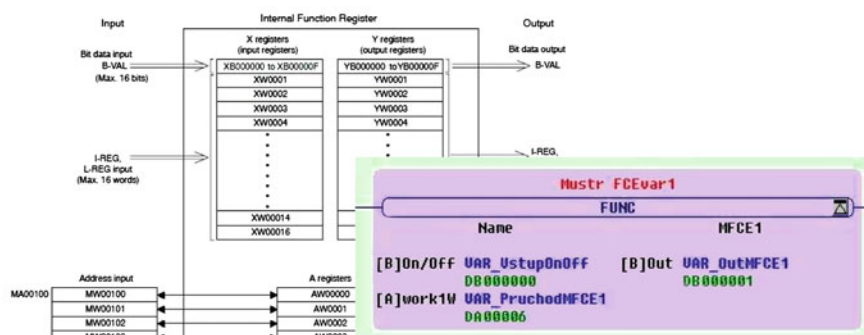 Input
Internal Function Register
Output
X registers
(input registers)
Y registers
(output registers)
Bit data input
B-VAL
(Max. 16 bits)
XB000000 to XB00000F
YB000000 toYB00000F
Bit data output
B-VAL
XW0001
YW0001
XW0002
YW0002
XW0003
YW0003
XW0004
YW0004
I-REG,
L-REG input
(Max. 16 words)
I-REG,
XW00014
XW00016
Mustr FCEvar1
FUNC
Name
MFCE1
[B]On/Off VAR_VstupOnOff
[B]Out VAR_OutMFCE1
DB000000
DB000001
[A]work1W VAR_PruchodMFCE1
DA00006
Address input
A registers
MA00100
MW00100
AW00000
MW00101
AW0001
MW00102
AW0002